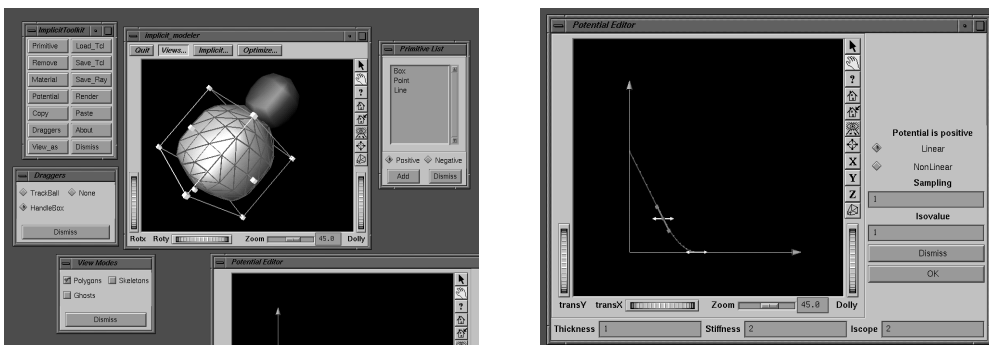 ImplicitToolkit
Primitive Load_Tcl
Remove Save_Tcl
Material Save_Ray
Potential Render
Copy Paste
Draggers About
View_as Dismiss
implicit_modeler
Quit Views... Implicit... Optimize...
?
Rotx Roty Zoom 45.0 Dolly
Primitive List
Box
Point
Line
Positive Negative
Add Dismiss
Draggers
TrackBall None
HandleBox
Dismiss
View Modes
Polygons Skeletons
Ghosts
Dismiss
Potential Editor
?
Potential Editor
?
X
Y
Z
transY transX Zoom 45.0 Dolly
Potential is positive
Linear
NonLinear
Sampling
1
Isovalue
1
Dismiss
OK
Thickness 1 Stiffness 2 Iscope 2